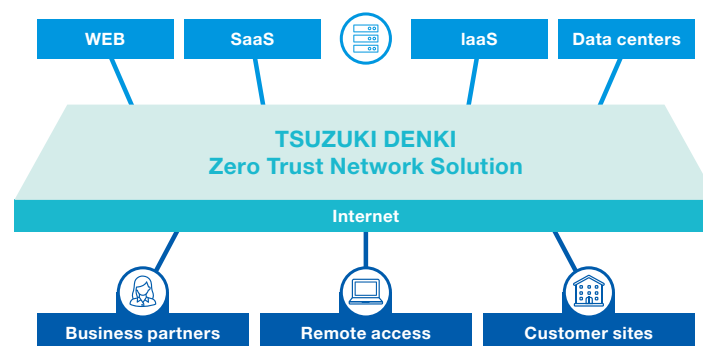 WEB
SaaS
IaaS
Data centers
TSUZUKI DENKI
Zero Trust Network Solution
Internet
Business partners
Remote access
Customer sites